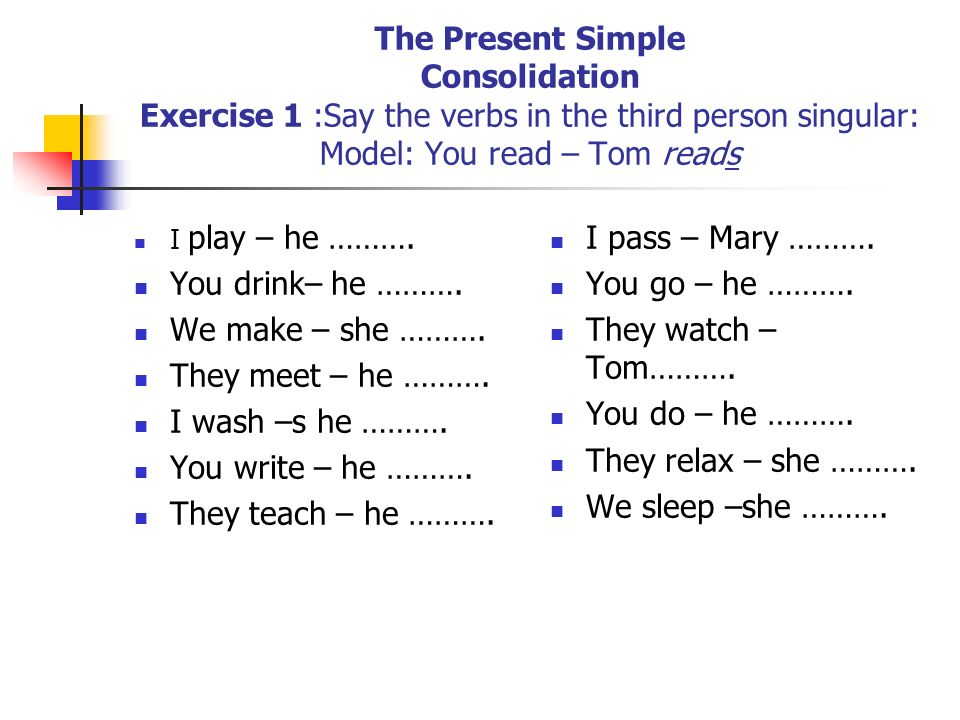 The Present Simple
Consolidation
Exercise 1 :Say the verbs in the third person singular:
Model: You read – Tom reads
I play – he ……….
You drink– he ……….
We make – she ……….
They meet – he ……….
I wash –s he ……….
You write – he ……….
They teach – he ……….
I pass – Mary ……….
You go – he ……….
They watch –
Tom……….
You do – he ……….
They relax – she ……….
We sleep –she ……….